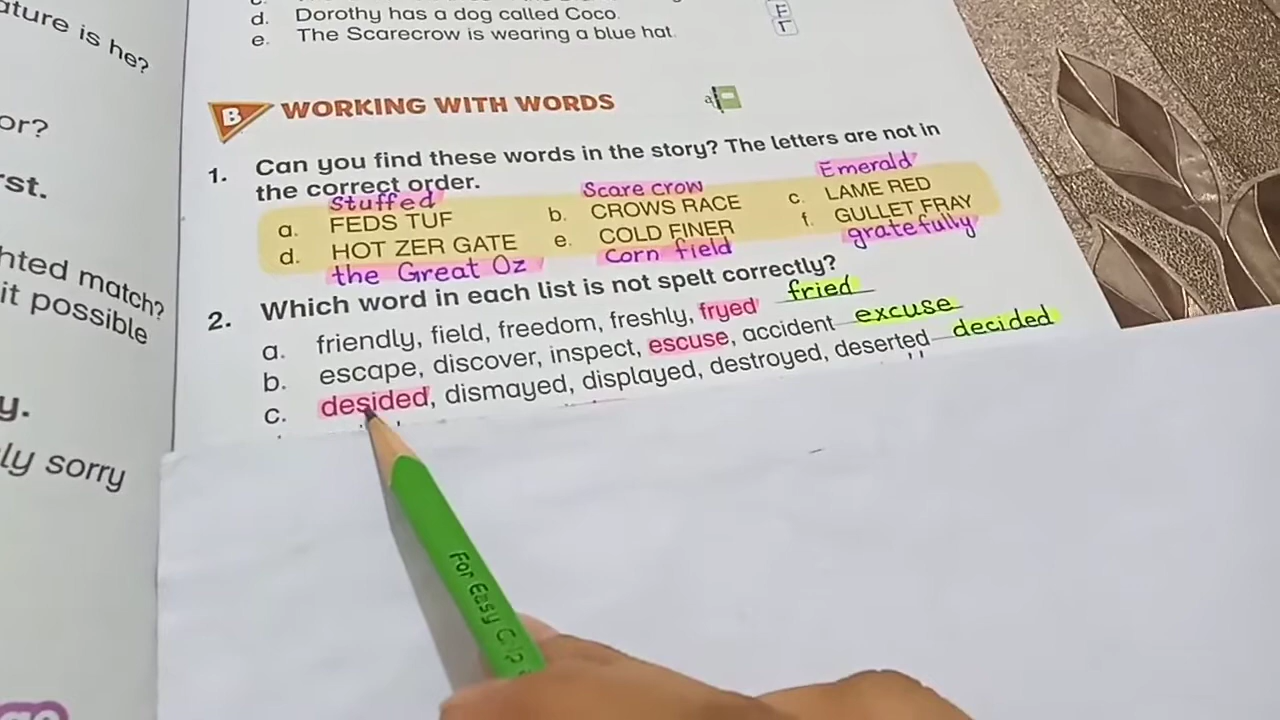 ature is he?
or?
rst.
hted match?
it possible
y.
ly sorry
d. Dorothy has a dog called Coco.
e. The Scarecrow is wearing a blue hat.
F
T
B WORKING WITH WORDS
1. Can you find these words in the story? The letters are not in
the correct order.
Stuffed Scare crow Emerald
a. FEDS TUF b. CROWS RACE c. LAME RED
d. HOT ZER GATE e. COLD FINER f. GULLET FRAY
the Great Oz Corn field gratefully
2. Which word in each list is not spelt correctly?
a. friendly, field, freedom, freshly, fryed fried
b. escape, discover, inspect, escuse, accident excuse
c. desided, dismayed, displayed, destroyed, deserted decided
For Easy Grip